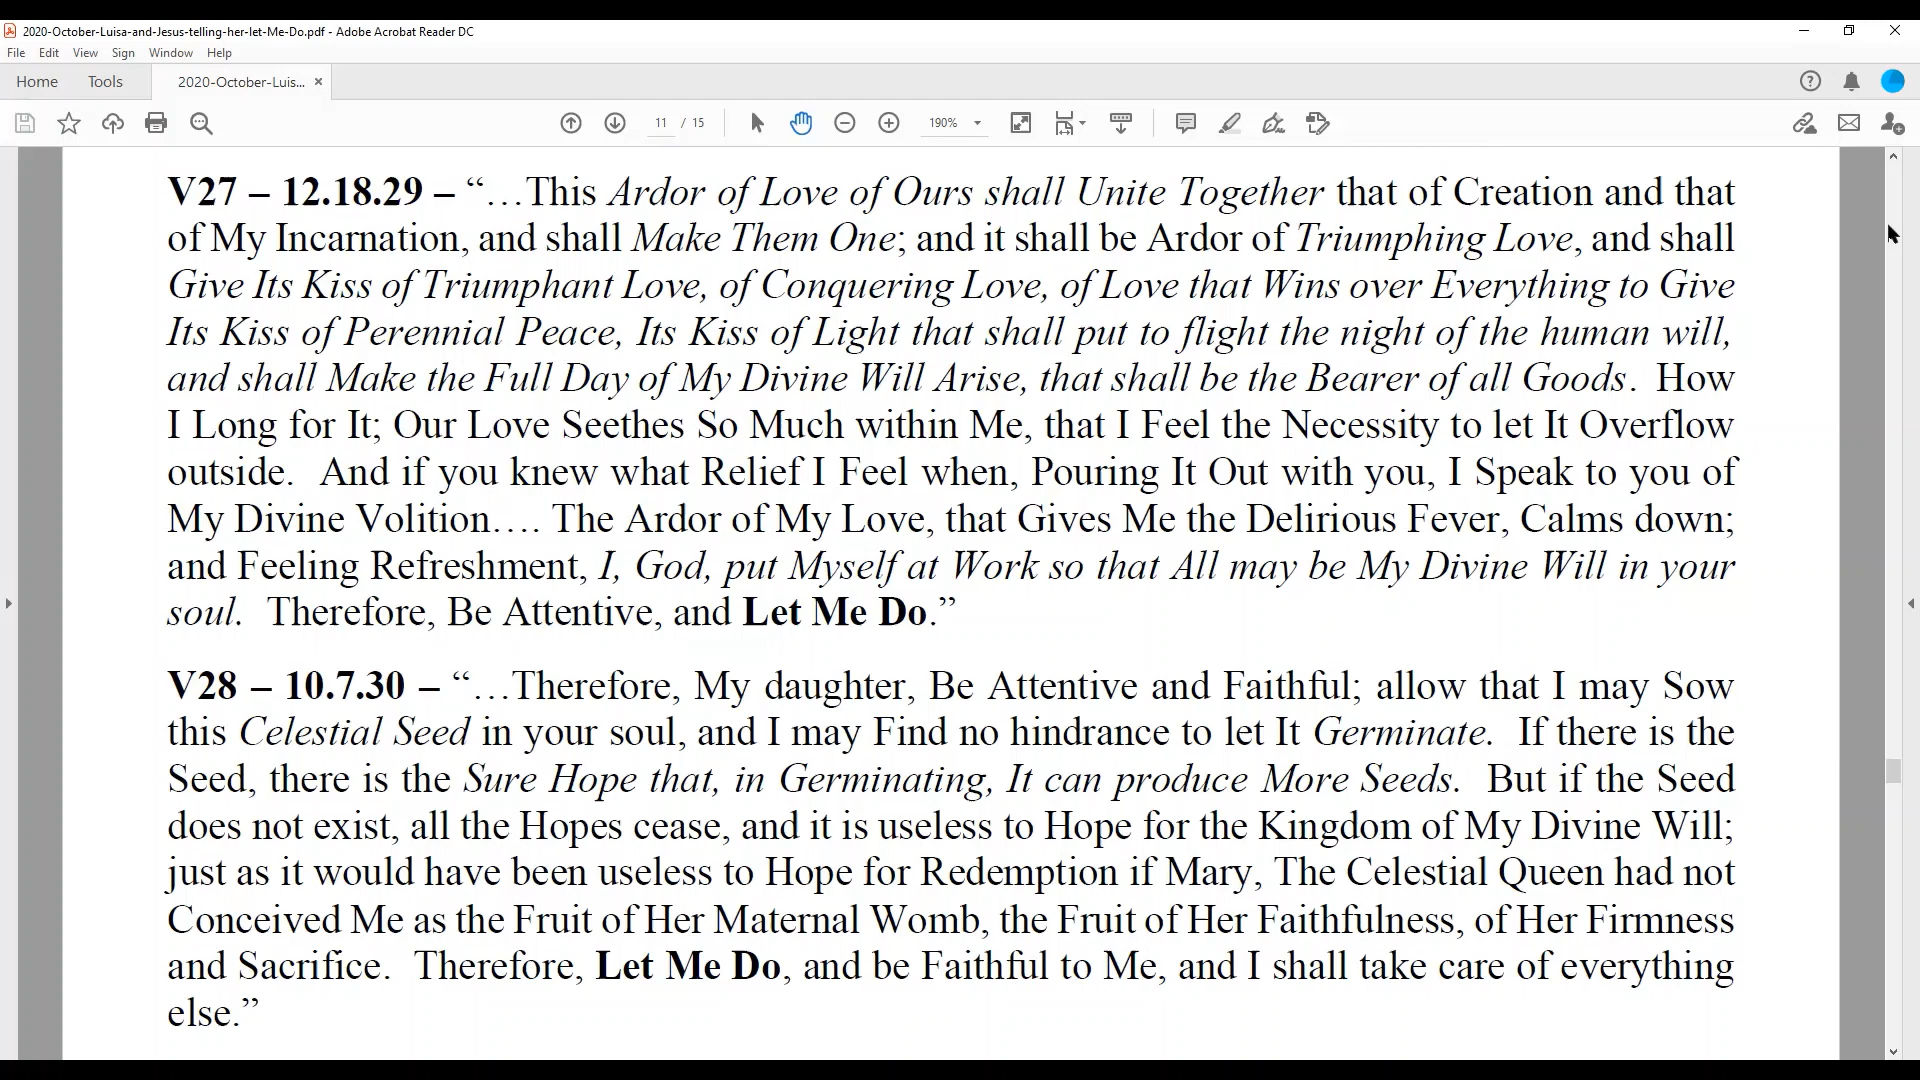 2020-October-Luisa-and-Jesus-telling-her-let-Me-Do.pdf - Adobe Acrobat Reader DC
File Edit View Sign Window Help
Home Tools 2020-October-Luis... ×
11 / 15 190%
V27 – 12.18.29 – “…This Ardor of Love of Ours shall Unite Together that of Creation and that
of My Incarnation, and shall Make Them One; and it shall be Ardor of Triumphing Love, and shall
Give Its Kiss of Triumphant Love, of Conquering Love, of Love that Wins over Everything to Give
Its Kiss of Perennial Peace, Its Kiss of Light that shall put to flight the night of the human will,
and shall Make the Full Day of My Divine Will Arise, that shall be the Bearer of all Goods. How
I Long for It; Our Love Seethes So Much within Me, that I Feel the Necessity to let It Overflow
outside. And if you knew what Relief I Feel when, Pouring It Out with you, I Speak to you of
My Divine Volition…. The Ardor of My Love, that Gives Me the Delirious Fever, Calms down;
and Feeling Refreshment, I, God, put Myself at Work so that All may be My Divine Will in your
soul. Therefore, Be Attentive, and Let Me Do.”
V28 – 10.7.30 – “…Therefore, My daughter, Be Attentive and Faithful; allow that I may Sow
this Celestial Seed in your soul, and I may Find no hindrance to let It Germinate. If there is the
Seed, there is the Sure Hope that, in Germinating, It can produce More Seeds. But if the Seed
does not exist, all the Hopes cease, and it is useless to Hope for the Kingdom of My Divine Will;
just as it would have been useless to Hope for Redemption if Mary, The Celestial Queen had not
Conceived Me as the Fruit of Her Maternal Womb, the Fruit of Her Faithfulness, of Her Firmness
and Sacrifice. Therefore, Let Me Do, and be Faithful to Me, and I shall take care of everything
else.”